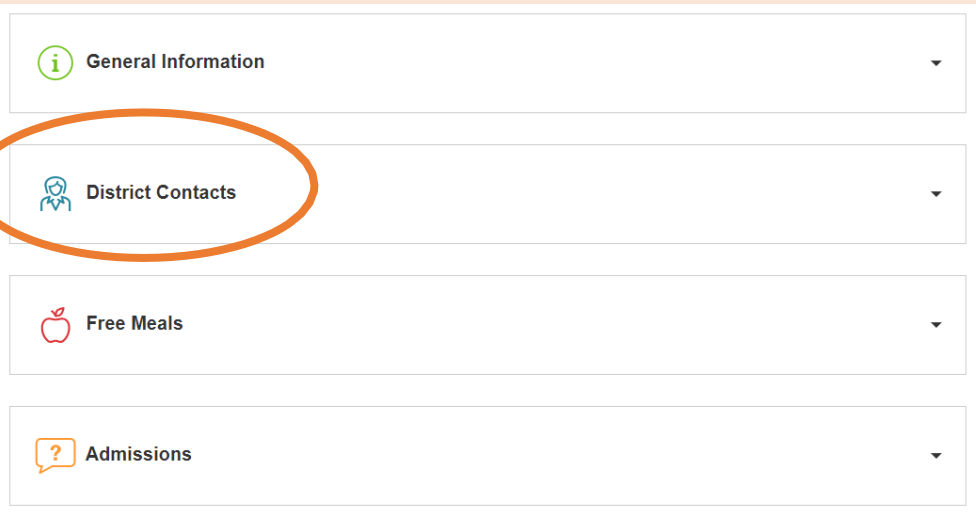 General Information
District Contacts
Free Meals
Admissions